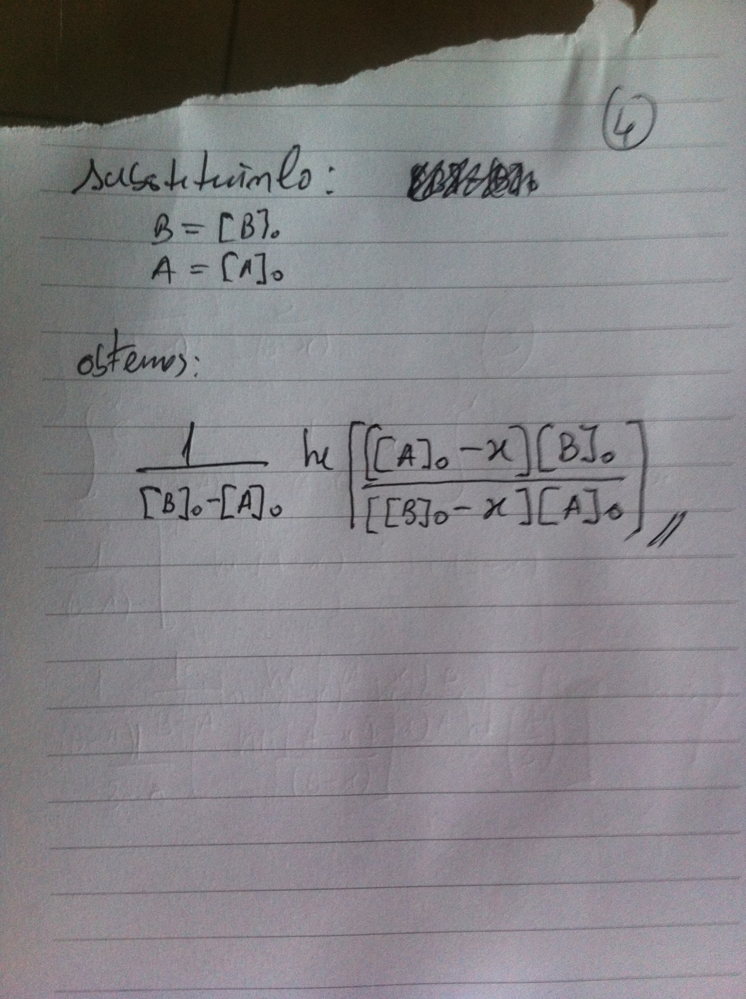 4
substituindo:
B = [B]₀
A = [A]₀
obtemos:
1 / ([B]₀-[A]₀) ln [ [[A]₀-x][B]₀ / [[B]₀-x][A]₀ ] //